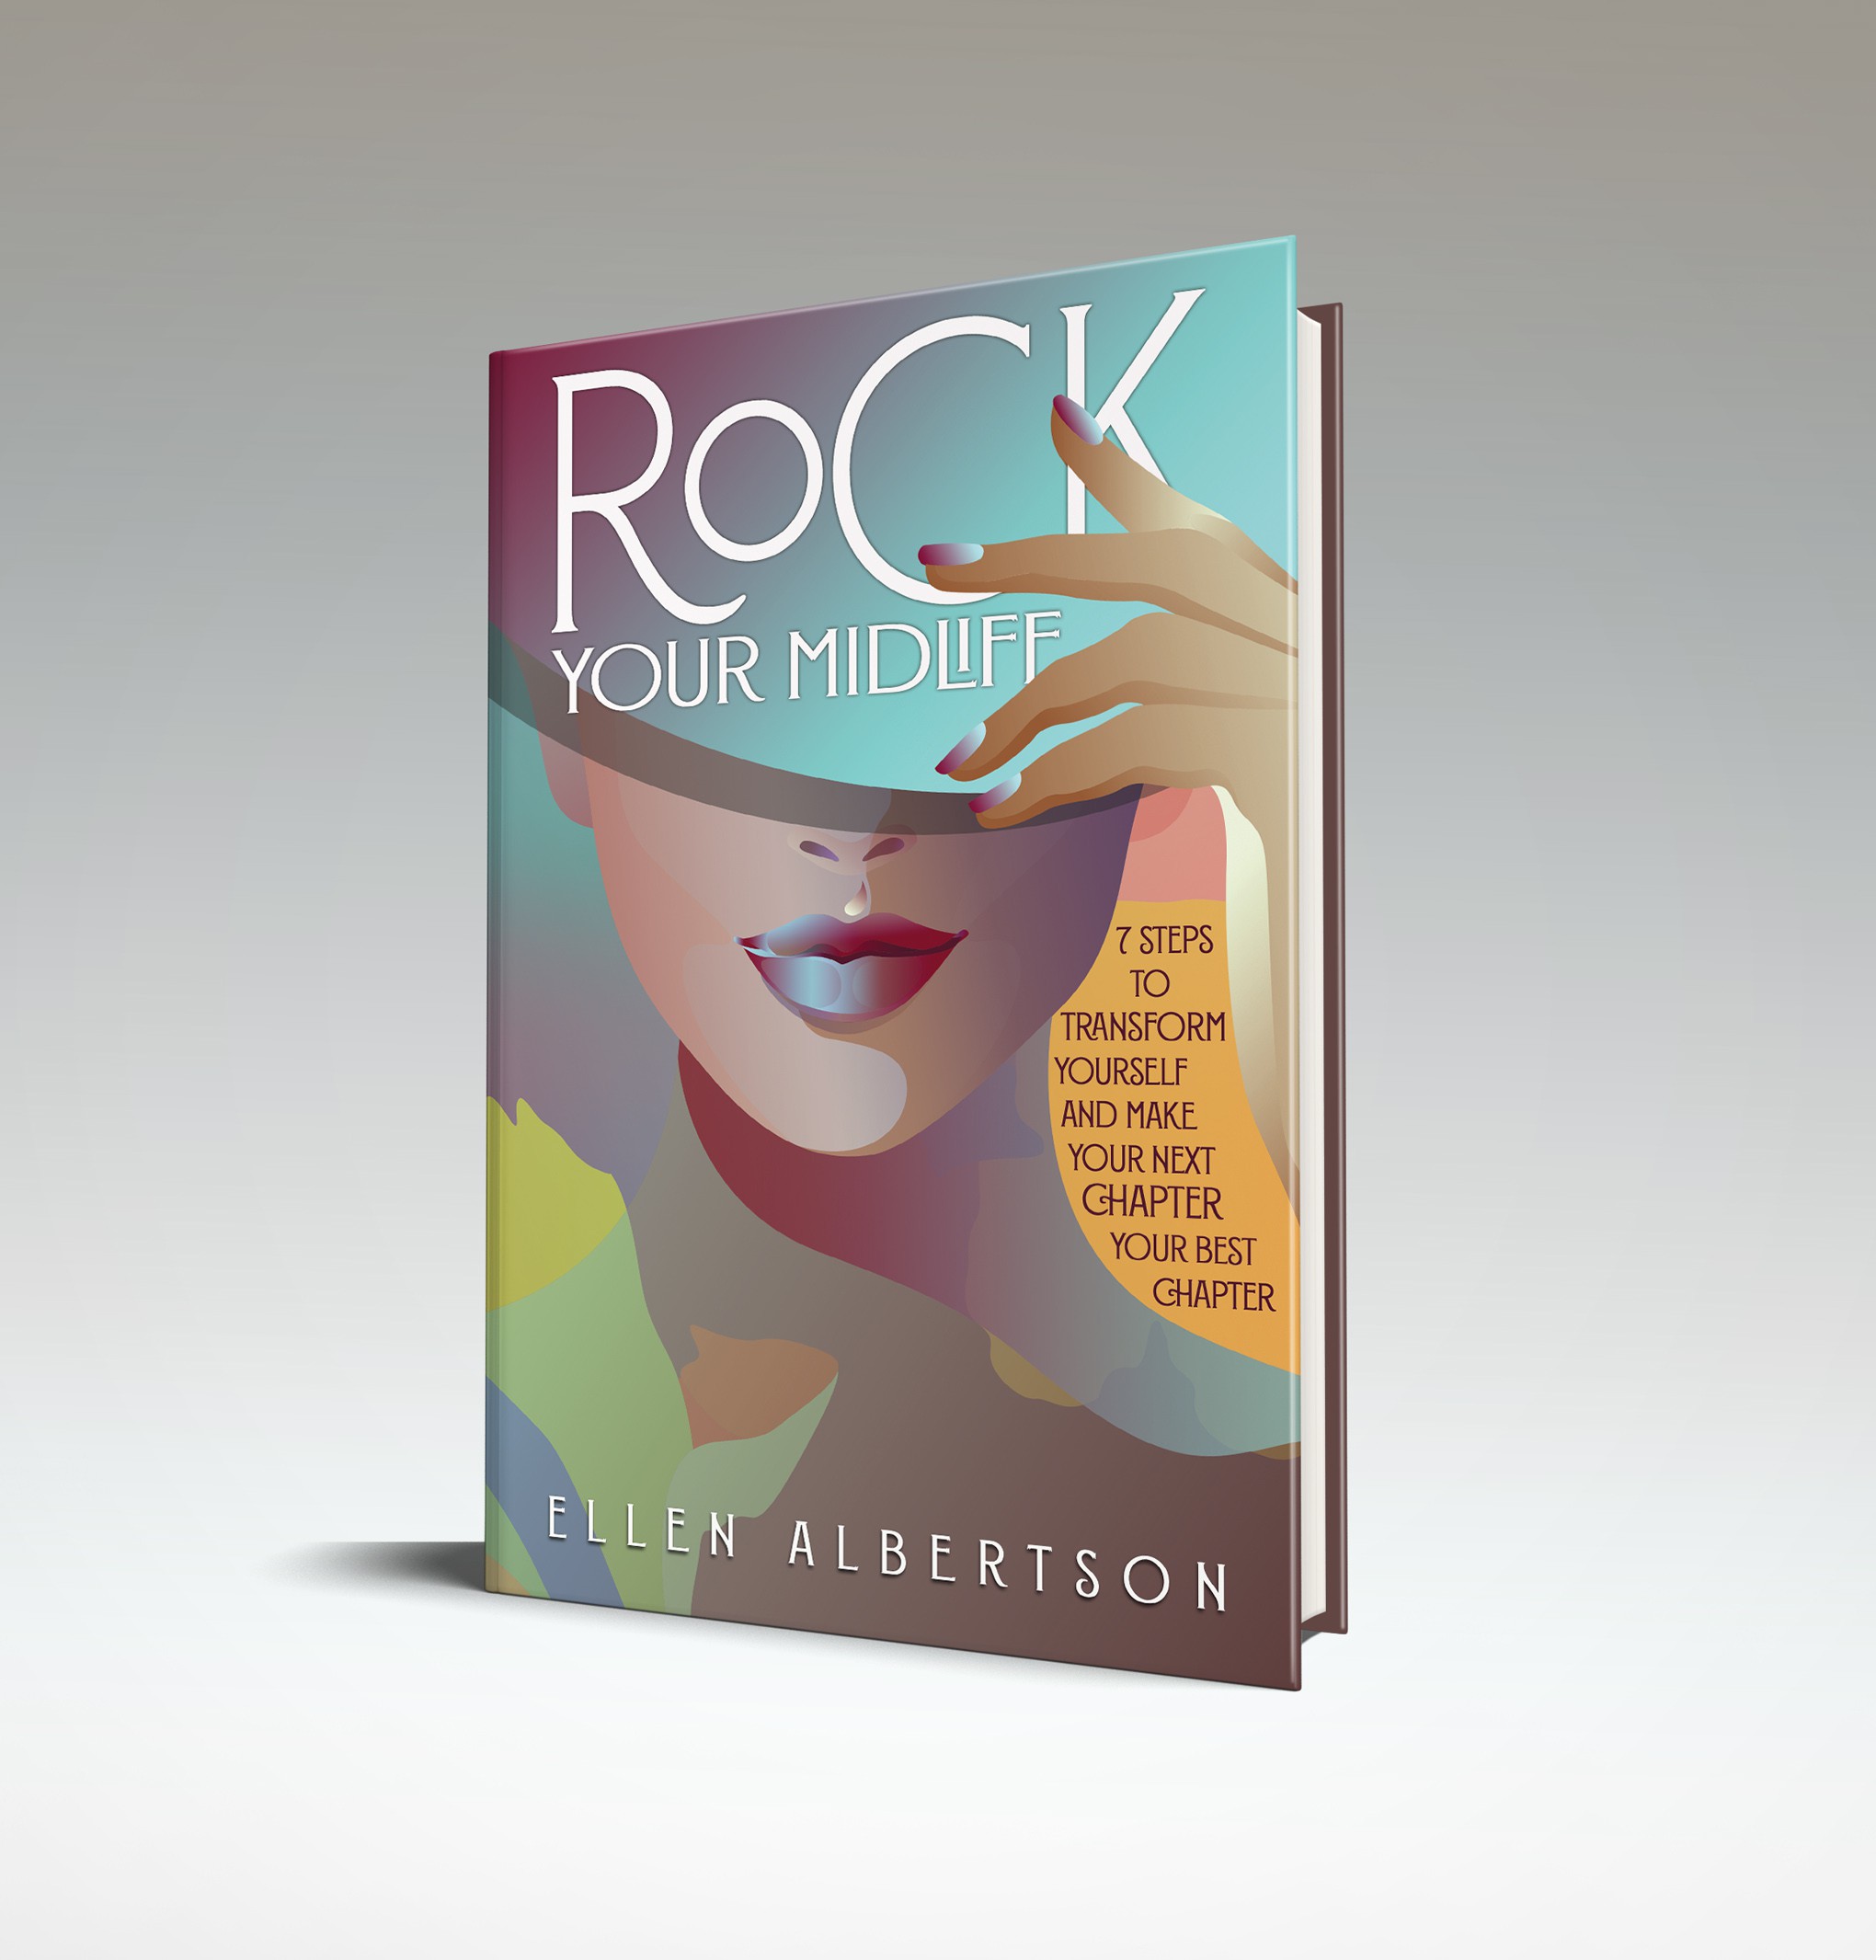 ROCK
YOUR MIDLIFE
7 STEPS
TO
TRANSFORM
YOURSELF
AND MAKE
YOUR NEXT
CHAPTER
YOUR BEST
CHAPTER
ELLEN ALBERTSON